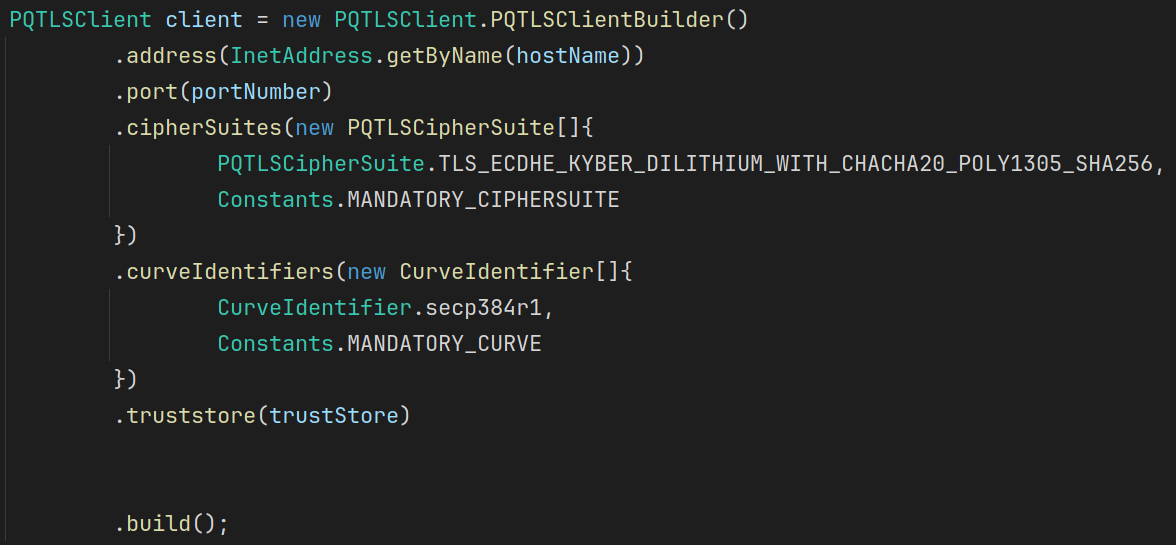 PQTLSClient client = new PQTLSClient.PQTLSClientBuilder()
.address(InetAddress.getByName(hostName))
.port(portNumber)
.cipherSuites(new PQTLSCipherSuite[]{
PQTLSCipherSuite.TLS_ECDHE_KYBER_DILITHIUM_WITH_CHACHA20_POLY1305_SHA256,
Constants.MANDATORY_CIPHERSUITE
})
.curveIdentifiers(new CurveIdentifier[]{
CurveIdentifier.secp384r1,
Constants.MANDATORY_CURVE
})
.truststore(trustStore)
.build();